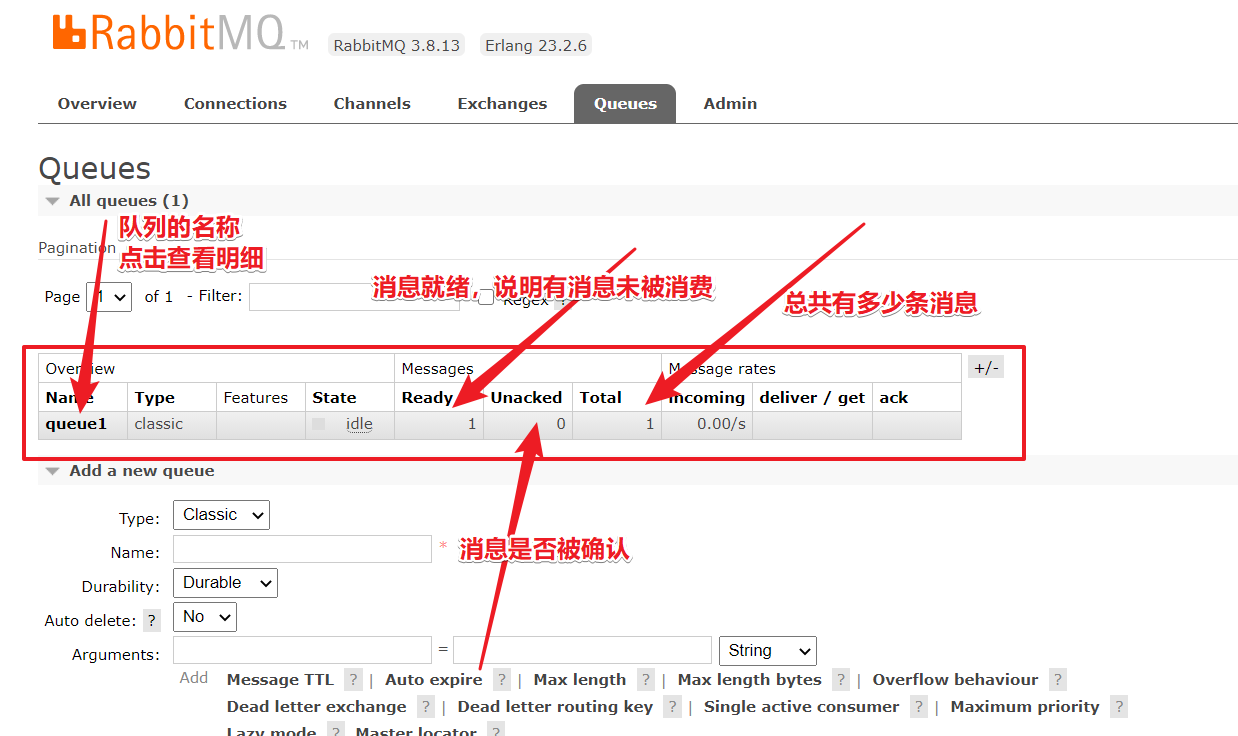 RabbitMQ TM RabbitMQ 3.8.13 Erlang 23.2.6
Overview Connections Channels Exchanges Queues Admin
Queues
All queues (1)
队列的名称
点击查看明细
Pagination
Page 1 of 1 - Filter: Regex ?
消息就绪，说明有消息未被消费
总共有多少条消息
Overview Messages Message rates +/-
Name Type Features State Ready Unacked Total incoming deliver / get ack
queue1 classic idle 1 0 1 0.00/s
Add a new queue
Type: Classic
Name: *
消息是否被确认
Durability: Durable
Auto delete: ? No
Arguments: = String
Add Message TTL ? | Auto expire ? | Max length ? | Max length bytes ? | Overflow behaviour ?
Dead letter exchange ? | Dead letter routing key ? | Single active consumer ? | Maximum priority ?
Lazy mode ? Master locator ?